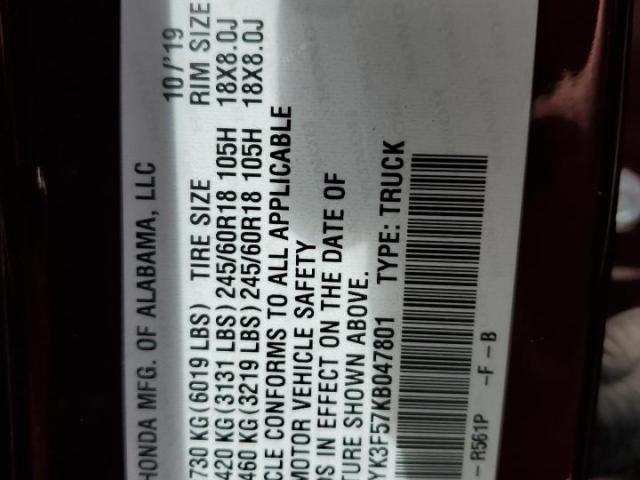 HONDA MFG. OF ALABAMA, LLC 10/'19
730 KG (6019 LBS) TIRE SIZE RIM SIZE
420 KG (3131 LBS) 245/60R18 105H 18X8.0J
460 KG (3219 LBS) 245/60R18 105H 18X8.0J
CLE CONFORMS TO ALL APPLICABLE
MOTOR VEHICLE SAFETY
DS IN EFFECT ON THE DATE OF
TURE SHOWN ABOVE.
YK3F57KB047801 TYPE: TRUCK
- R561P -F-B